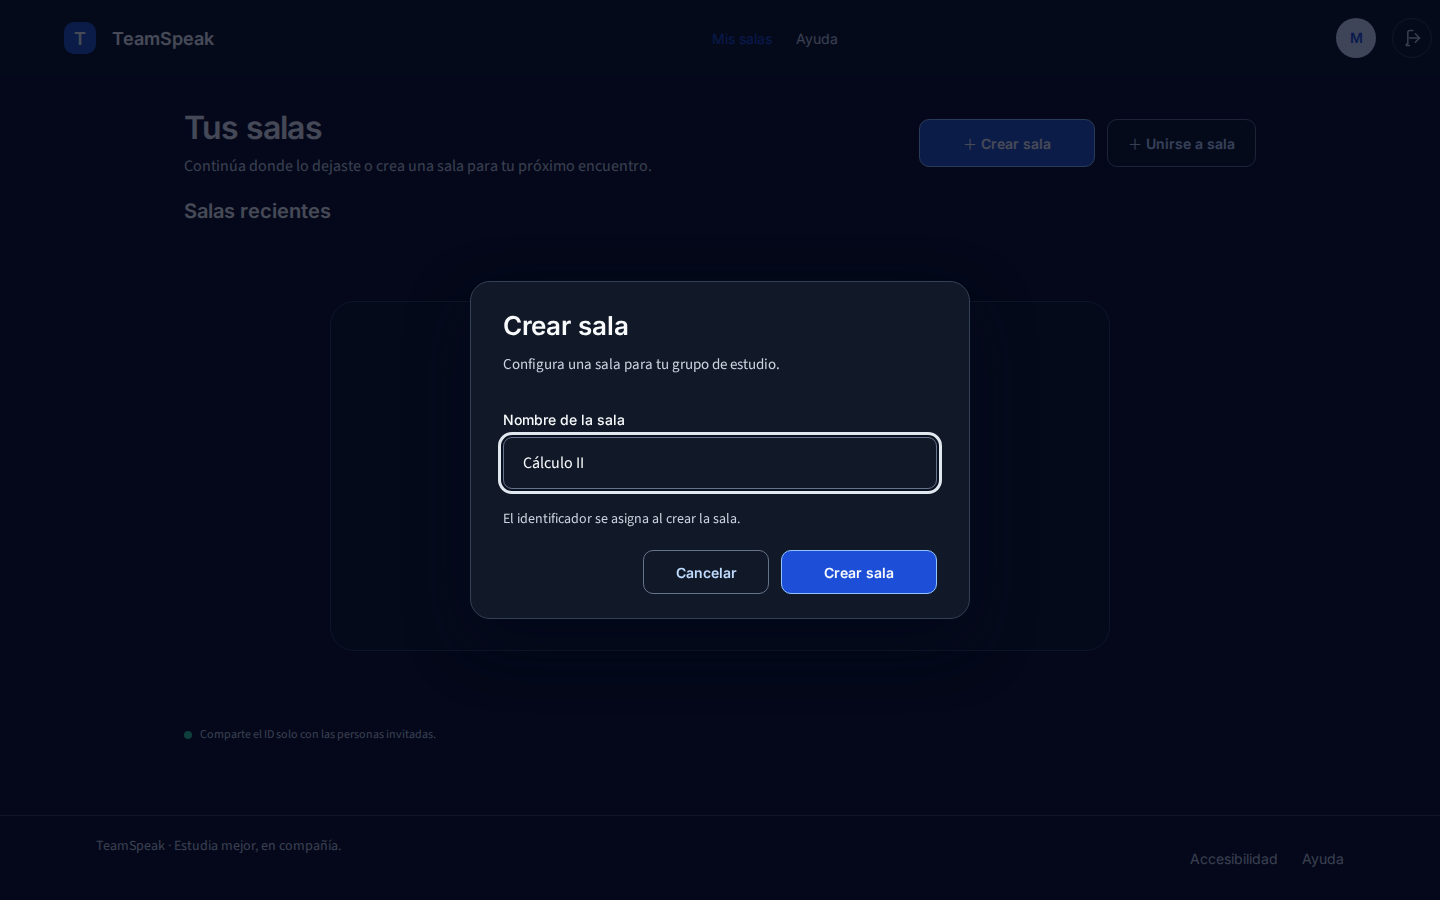 T TeamSpeak Mis salas Ayuda M
Tus salas
Continúa donde lo dejaste o crea una sala para tu próximo encuentro.
+ Crear sala
+ Unirse a sala
Salas recientes
Crear sala
Configura una sala para tu grupo de estudio.
Nombre de la sala
Cálculo II
El identificador se asigna al crear la sala.
Cancelar Crear sala
Comparte el ID solo con las personas invitadas.
TeamSpeak · Estudia mejor, en compañía.
Accesibilidad Ayuda